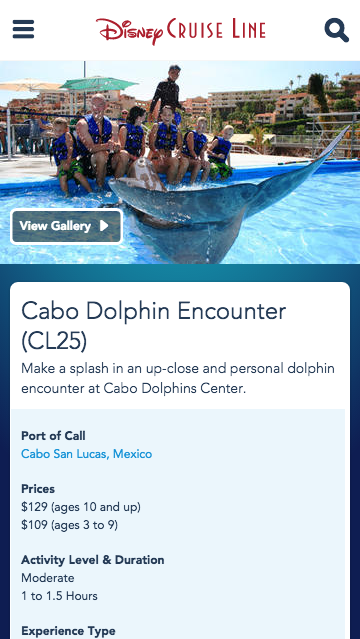 Disney Cruise Line
View Gallery
Cabo Dolphin Encounter
(CL25)
Make a splash in an up-close and personal dolphin
encounter at Cabo Dolphins Center.
Port of Call
Cabo San Lucas, Mexico
Prices
$129 (ages 10 and up)
$109 (ages 3 to 9)
Activity Level & Duration
Moderate
1 to 1.5 Hours
Experience Type